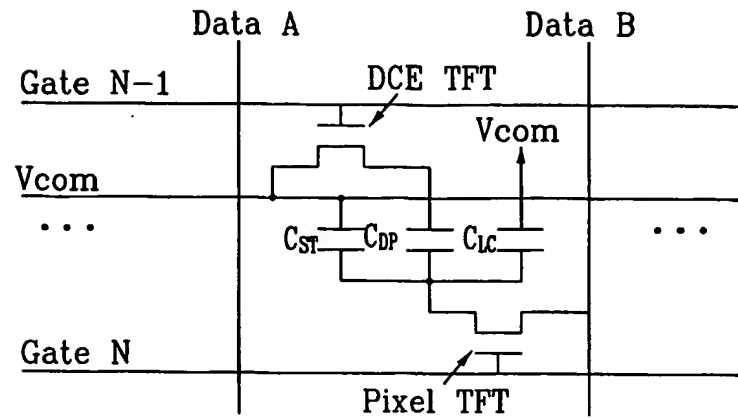 Data A
Data B
Gate N-1
DCE TFT
Vcom
Vcom
...
C_ST
C_DP
C_LC
...
Gate N
Pixel TFT